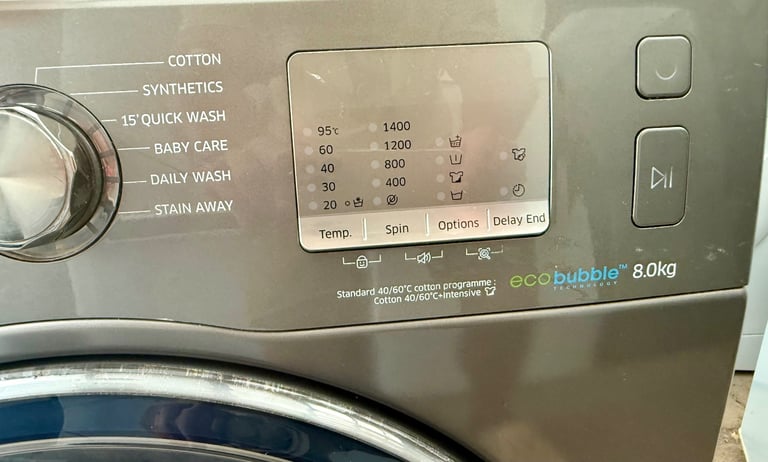 COTTON
SYNTHETICS
15' QUICK WASH
BABY CARE
DAILY WASH
STAIN AWAY
95℃
60
40
30
20
1400
1200
800
400
Temp.
Spin
Options
Delay End
Standard 40/60°C cotton programme :
Cotton 40/60°C+Intensive
ecobubble™ 8.0kg
TECHNOLOGY